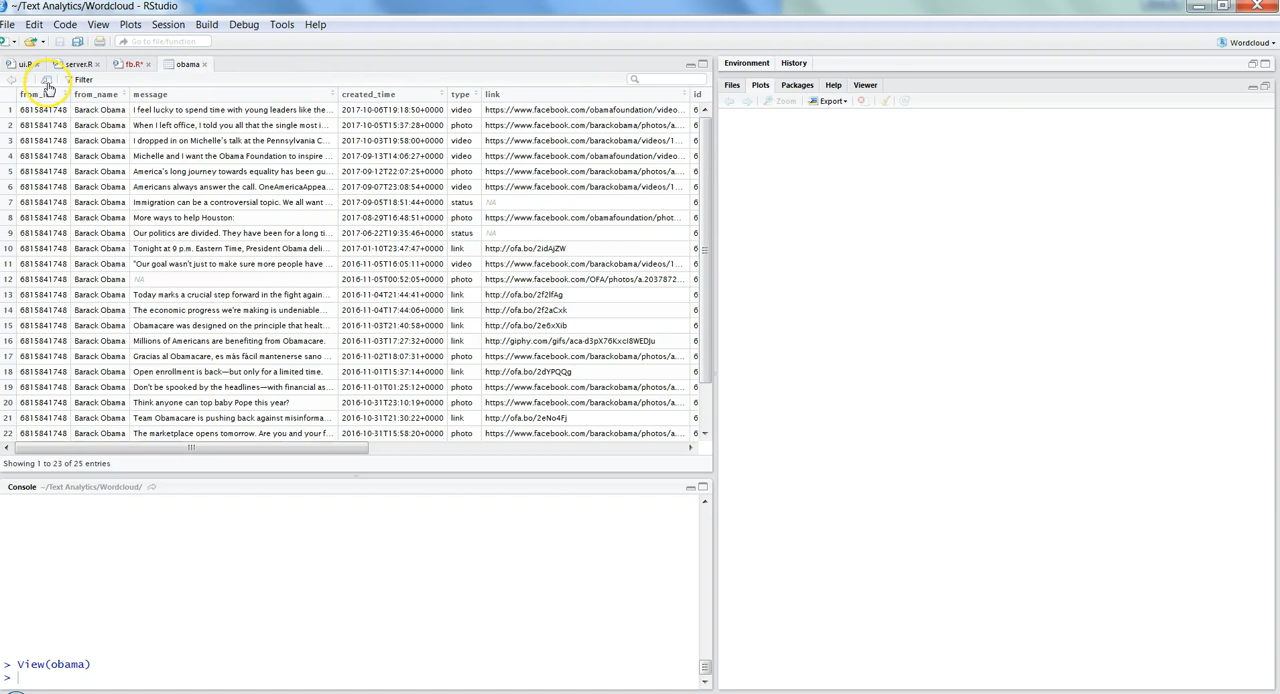 ~/Text Analytics/Wordcloud - RStudio
File Edit Code View Plots Session Build Debug Tools Help
Go to file/function Wordcloud
ui.R server.R fb.R* obama
Filter
Environment History
Files Plots Packages Help Viewer
Zoom Export
from_name message created_time type link id
1 6815841748 Barack Obama I feel lucky to spend time with young leaders like the... 2017-10-06T19:18:50+0000 video https://www.facebook.com/obamafoundation/video... 6
2 6815841748 Barack Obama When I left office, I told you all that the single most i... 2017-10-05T15:37:28+0000 photo https://www.facebook.com/barackobama/photos/a.... 6
3 6815841748 Barack Obama I dropped in on Michelle's talk at the Pennsylvania C... 2017-10-03T19:58:00+0000 video https://www.facebook.com/barackobama/videos/1... 6
4 6815841748 Barack Obama Michelle and I want the Obama Foundation to inspire ... 2017-09-13T14:06:27+0000 video https://www.facebook.com/obamafoundation/video... 6
5 6815841748 Barack Obama America's long journey towards equality has been gu... 2017-09-12T22:07:25+0000 photo https://www.facebook.com/barackobama/photos/a.... 6
6 6815841748 Barack Obama Americans always answer the call. OneAmericaAppea... 2017-09-07T23:08:54+0000 video https://www.facebook.com/barackobama/videos/1... 6
7 6815841748 Barack Obama Immigration can be a controversial topic. We all want ... 2017-09-05T18:51:44+0000 status NA 6
8 6815841748 Barack Obama More ways to help Houston: 2017-08-29T16:48:51+0000 photo https://www.facebook.com/obamafoundation/phot... 6
9 6815841748 Barack Obama Our politics are divided. They have been for a long ti... 2017-06-22T19:35:46+0000 status NA 6
10 6815841748 Barack Obama Tonight at 9 p.m. Eastern Time, President Obama deli... 2017-01-10T23:47:47+0000 link http://ofa.bo/2idAjZW 6
11 6815841748 Barack Obama "Our goal wasn't just to make sure more people have ... 2016-11-05T16:05:11+0000 video https://www.facebook.com/barackobama/videos/1... 6
12 6815841748 Barack Obama NA 2016-11-05T00:52:05+0000 photo https://www.facebook.com/OFA/photos/a.2037872... 6
13 6815841748 Barack Obama Today marks a crucial step forward in the fight again... 2016-11-04T21:44:41+0000 link http://ofa.bo/2f2lfAg 6
14 6815841748 Barack Obama The economic progress we're making is undeniable... 2016-11-04T17:44:06+0000 link http://ofa.bo/2f2aCxk 6
15 6815841748 Barack Obama Obamacare was designed on the principle that healt... 2016-11-03T21:40:58+0000 link http://ofa.bo/2e6xXib 6
16 6815841748 Barack Obama Millions of Americans are benefiting from Obamacare. 2016-11-03T17:27:32+0000 link http://giphy.com/gifs/aca-d3pX76KxcI8WEDJu 6
17 6815841748 Barack Obama Gracias al Obamacare, es más fácil mantenerse sano ... 2016-11-02T18:07:31+0000 photo https://www.facebook.com/barackobama/photos/a.... 6
18 6815841748 Barack Obama Open enrollment is back—but only for a limited time. 2016-11-01T15:37:14+0000 link http://ofa.bo/2dYPQQg 6
19 6815841748 Barack Obama Don't be spooked by the headlines—with financial as... 2016-11-01T01:25:12+0000 photo https://www.facebook.com/barackobama/photos/a.... 6
20 6815841748 Barack Obama Think anyone can top baby Pope this year? 2016-10-31T23:10:19+0000 photo https://www.facebook.com/barackobama/photos/a.... 6
21 6815841748 Barack Obama Team Obamacare is pushing back against misinforma... 2016-10-31T21:30:22+0000 link http://ofa.bo/2eNo4Fj 6
22 6815841748 Barack Obama The marketplace opens tomorrow. Are you and your f... 2016-10-31T15:58:20+0000 photo https://www.facebook.com/barackobama/photos/a.... 6
Showing 1 to 23 of 25 entries
Console ~/Text Analytics/Wordcloud/
> View(obama)
>